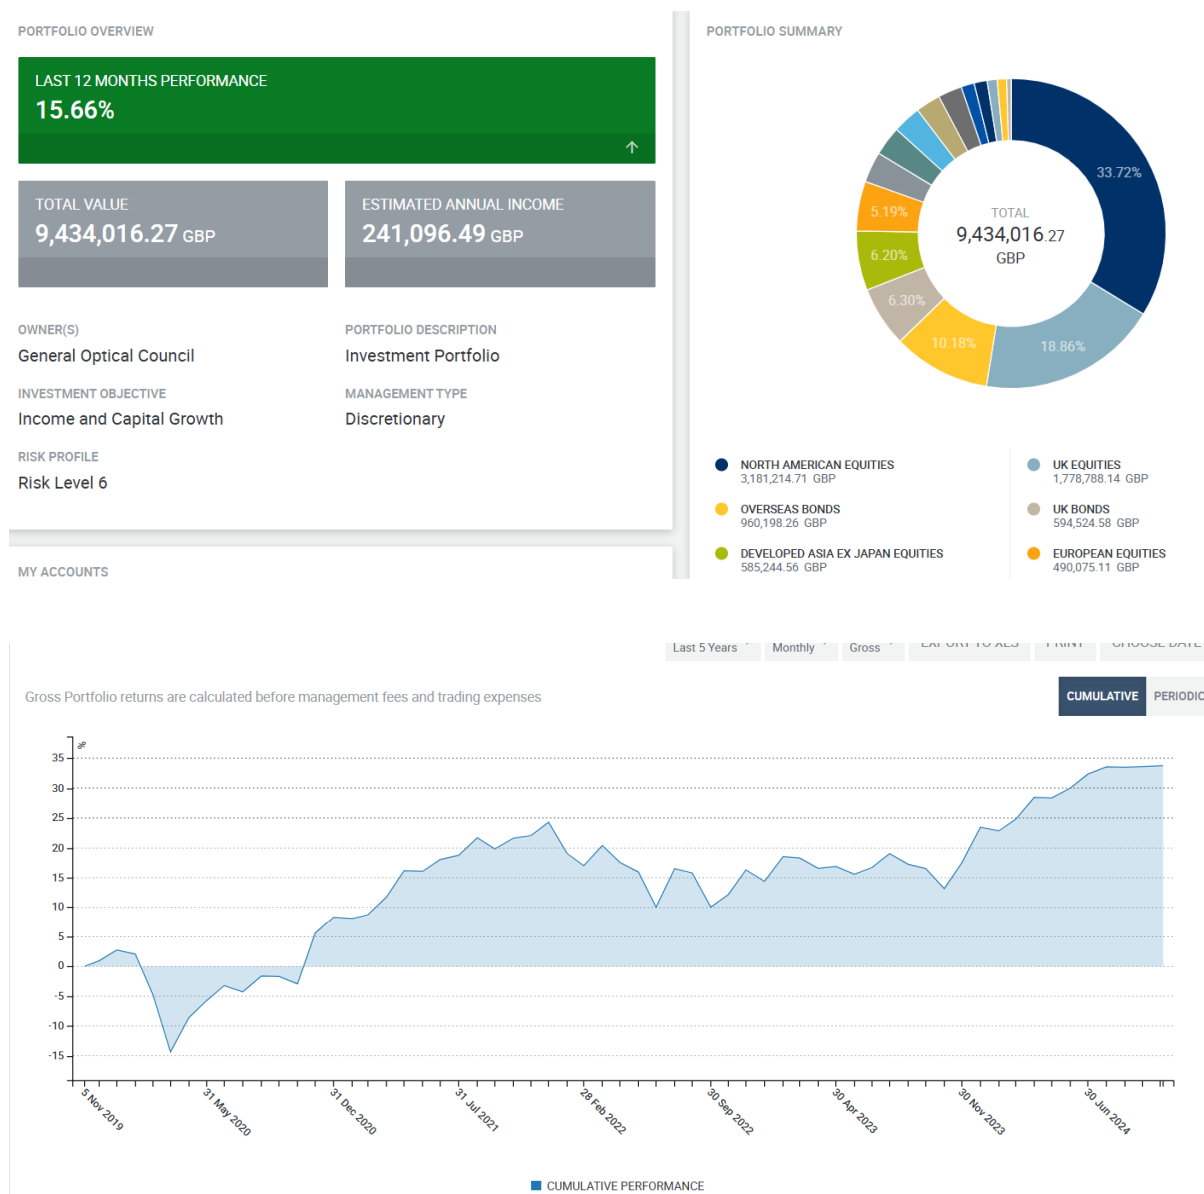 PORTFOLIO OVERVIEW
LAST 12 MONTHS PERFORMANCE
15.66%
TOTAL VALUE
9,434,016.27 GBP
ESTIMATED ANNUAL INCOME
241,096.49 GBP
OWNER(S)
General Optical Council
PORTFOLIO DESCRIPTION
Investment Portfolio
INVESTMENT OBJECTIVE
Income and Capital Growth
MANAGEMENT TYPE
Discretionary
RISK PROFILE
Risk Level 6
MY ACCOUNTS
PORTFOLIO SUMMARY
33.72%
18.86%
10.18%
6.30%
6.20%
5.19%
TOTAL
9,434,016.27
GBP
NORTH AMERICAN EQUITIES
3,181,214.71 GBP
UK EQUITIES
1,778,788.14 GBP
OVERSEAS BONDS
960,198.26 GBP
UK BONDS
594,524.58 GBP
DEVELOPED ASIA EX JAPAN EQUITIES
585,244.56 GBP
EUROPEAN EQUITIES
490,075.11 GBP
Last 5 Years Monthly Gross EXPORT TO XLS PRINT CHOOSE DATE
Gross Portfolio returns are calculated before management fees and trading expenses
CUMULATIVE PERIODIC
%
35
30
25
20
15
10
5
0
-5
-10
-15
5 Nov 2019
31 May 2020
31 Dec 2020
31 Jul 2021
28 Feb 2022
30 Sep 2022
30 Apr 2023
30 Nov 2023
30 Jun 2024
CUMULATIVE PERFORMANCE